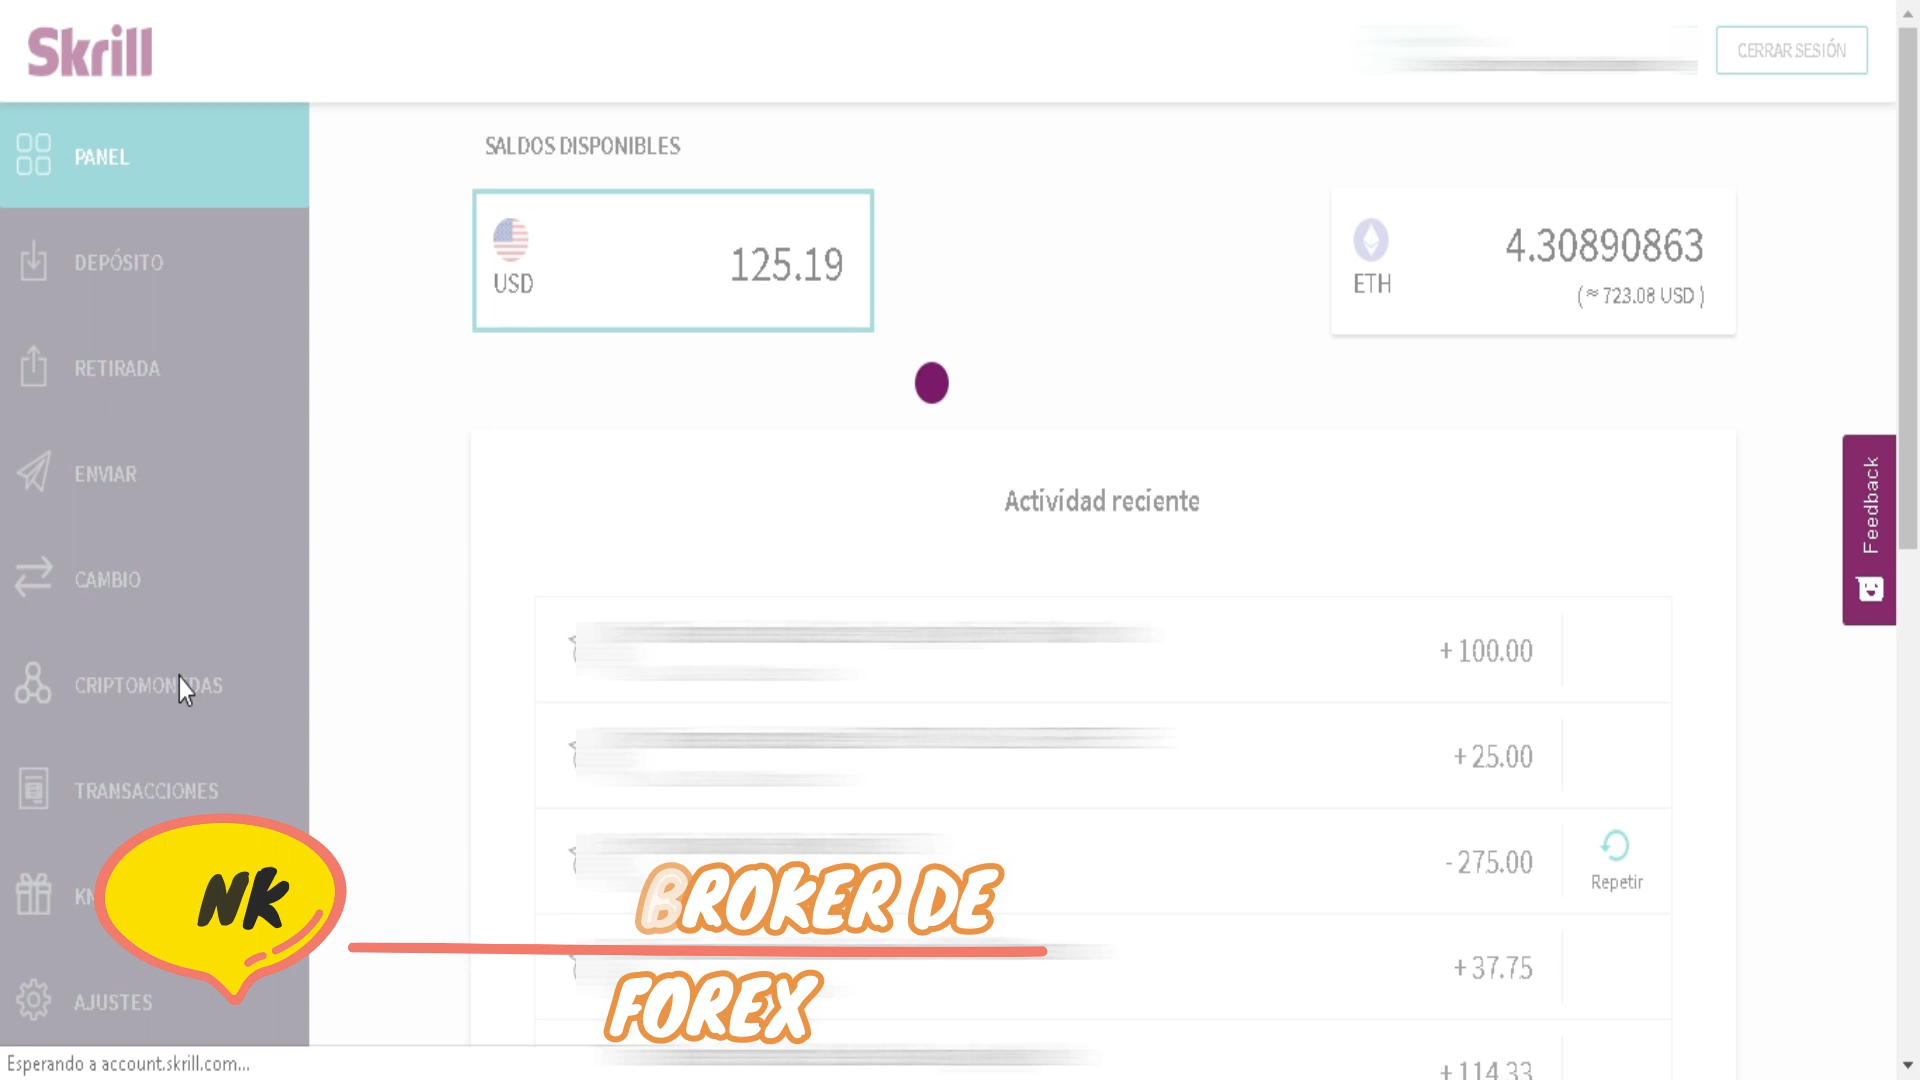 Skrill
CERRAR SESIÓN
PANEL
DEPÓSITO
RETIRADA
ENVIAR
CAMBIO
TRANSACCIONES
AJUSTES
SALDOS DISPONIBLES
USD
125.19
ETH
4.30890863
( ≈ 723.08 USD )
Actividad reciente
+ 100.00
+ 25.00
- 275.00
Repetir
+ 37.75
+ 114.33
Feedback
NK
BROKER DE
FOREX
Esperando a account.skrill.com...